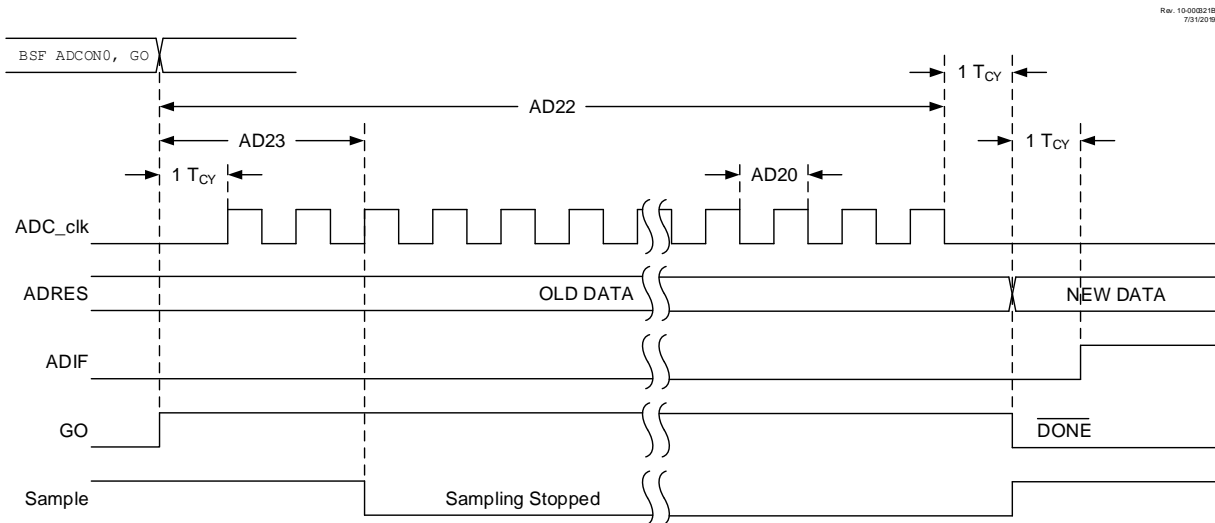 Rev. 10-000321B
7/31/2019
BSF ADCON0, GO
1 TCY
AD22
1 TCY
AD23
1 TCY
AD20
ADC_clk
ADRES
OLD DATA
NEW DATA
ADIF
GO
DONE
Sample
Sampling Stopped